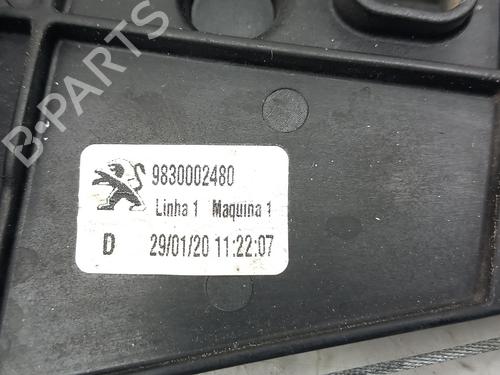 B-PARTS
9830002480
Linha 1 Maquina 1
D 29/01/20 11:22:07